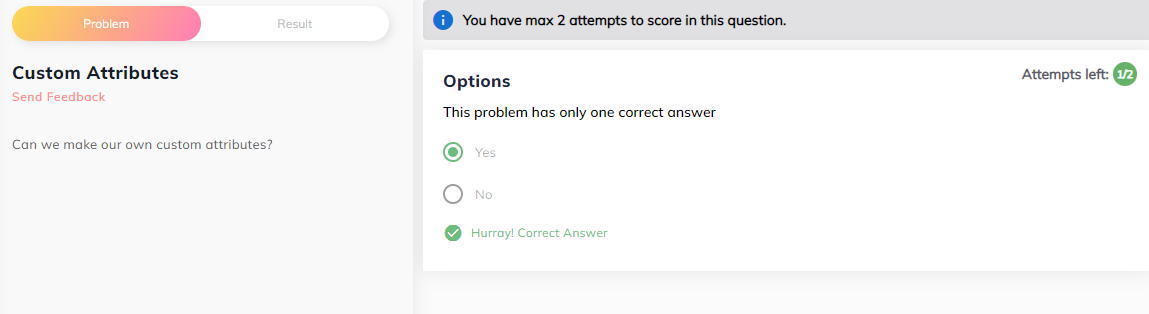 Problem
Result
Custom Attributes
Send Feedback
Can we make our own custom attributes?
You have max 2 attempts to score in this question.
Options
Attempts left: 1/2
This problem has only one correct answer
Yes
No
Hurray! Correct Answer